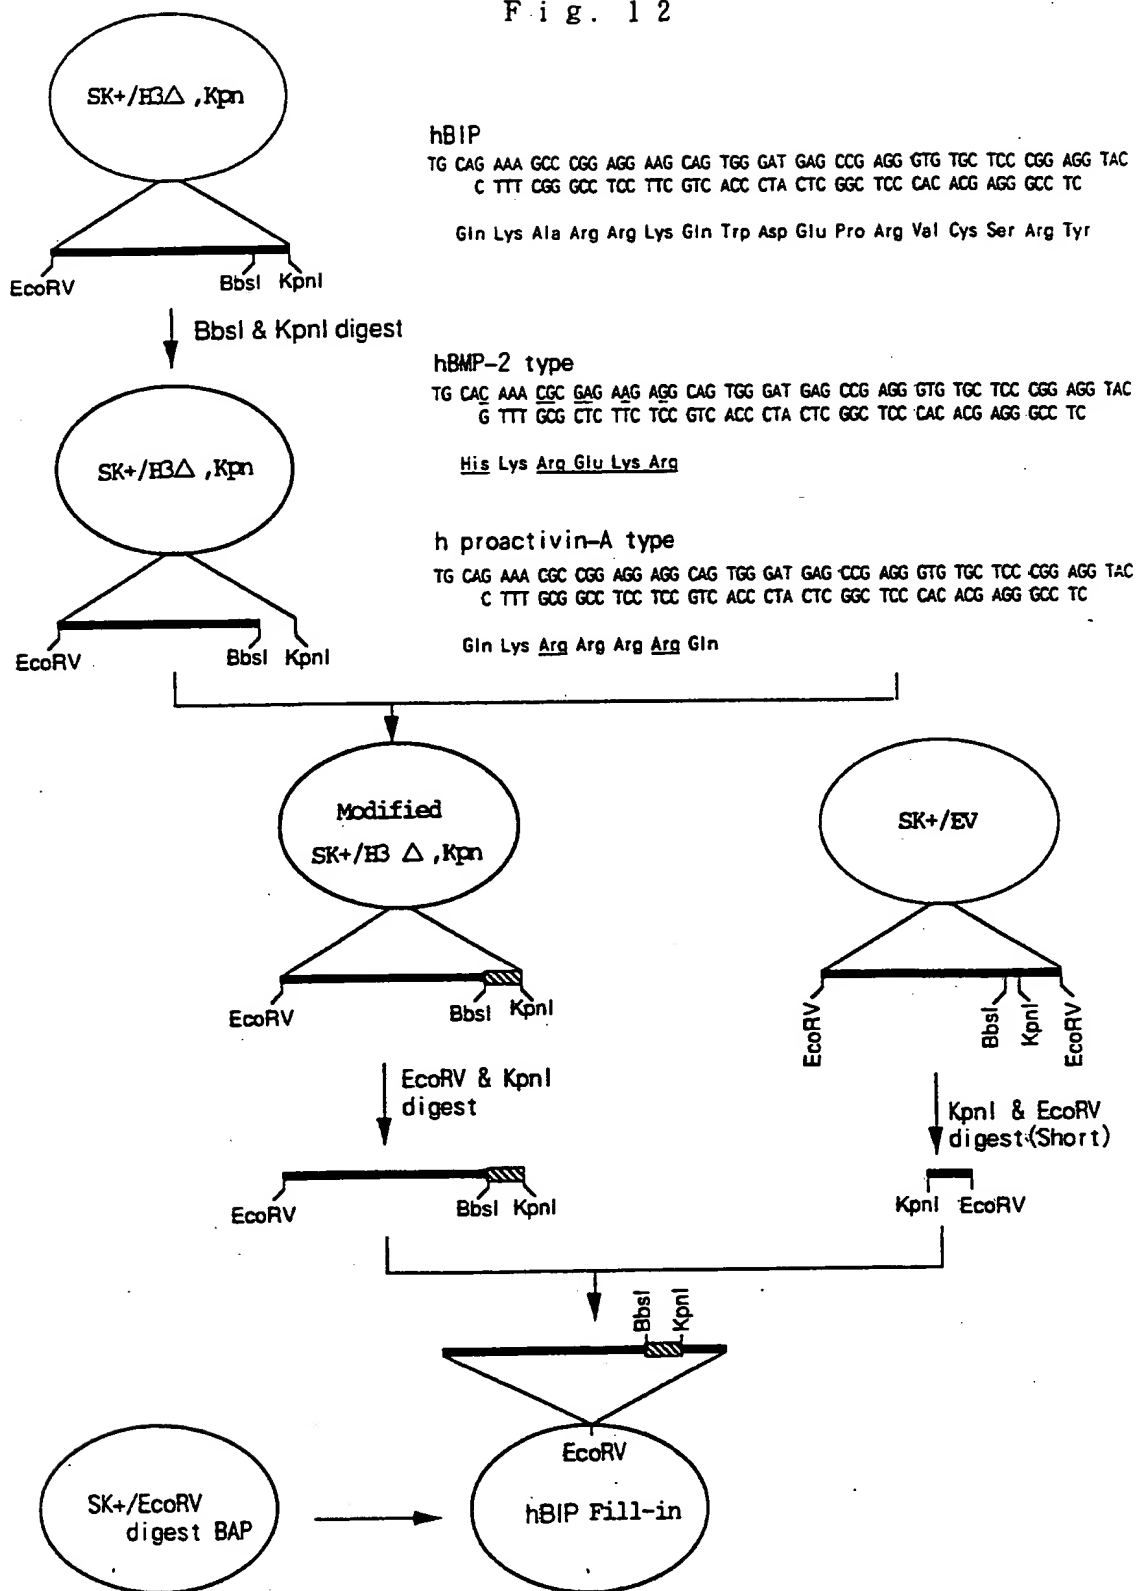 Fig. 12
SK+/H3△ ,Kpn
EcoRV
BbsI KpnI
hBIP
TG CAG AAA GCC CGG AGG AAG CAG TGG GAT GAG CCG AGG GTG TGC TCC CGG AGG TAC
C TTT CGG GCC TCC TTC GTC ACC CTA CTC GGC TCC CAC ACG AGG GCC TC
Gln Lys Ala Arg Arg Lys Gln Trp Asp Glu Pro Arg Val Cys Ser Arg Tyr
BbsI & KpnI digest
hBMP-2 type
TG CAC AAA CGC GAG AAG AGG CAG TGG GAT GAG CCG AGG GTG TGC TCC CGG AGG TAC
G TTT GCG CTC TTC TCC GTC ACC CTA CTC GGC TCC CAC ACG AGG GCC TC
His Lys Arg Glu Lys Arg
SK+/H3△ ,Kpn
EcoRV
BbsI KpnI
h proactivin-A type
TG CAG AAA CGC CGG AGG AGG CAG TGG GAT GAG CCG AGG GTG TGC TCC CGG AGG TAC
C TTT GCG GCC TCC TCC GTC ACC CTA CTC GGC TCC CAC ACG AGG GCC TC
Gln Lys Arg Arg Arg Arg Gln
Modified
SK+/H3 △ ,Kpn
EcoRV
BbsI KpnI
SK+/EV
EcoRV
BbsI
KpnI
EcoRV
EcoRV & KpnI
digest
KpnI & EcoRV
digest(Short)
EcoRV
BbsI KpnI
KpnI EcoRV
BbsI
KpnI
EcoRV
hBIP Fill-in
SK+/EcoRV
digest BAP